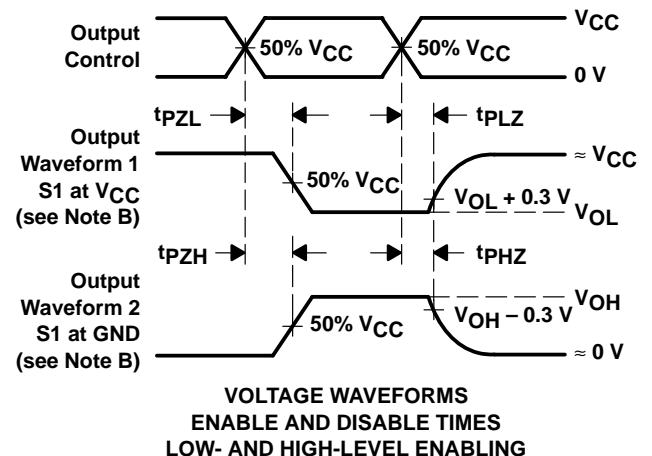 Output
Control
50% VCC
50% VCC
VCC
0 V
tPZL
tPLZ
Output
Waveform 1
S1 at VCC
(see Note B)
50% VCC
≈ VCC
VOL + 0.3 V
VOL
tPZH
tPHZ
Output
Waveform 2
S1 at GND
(see Note B)
50% VCC
VOH
VOH – 0.3 V
≈ 0 V
VOLTAGE WAVEFORMS
ENABLE AND DISABLE TIMES
LOW- AND HIGH-LEVEL ENABLING